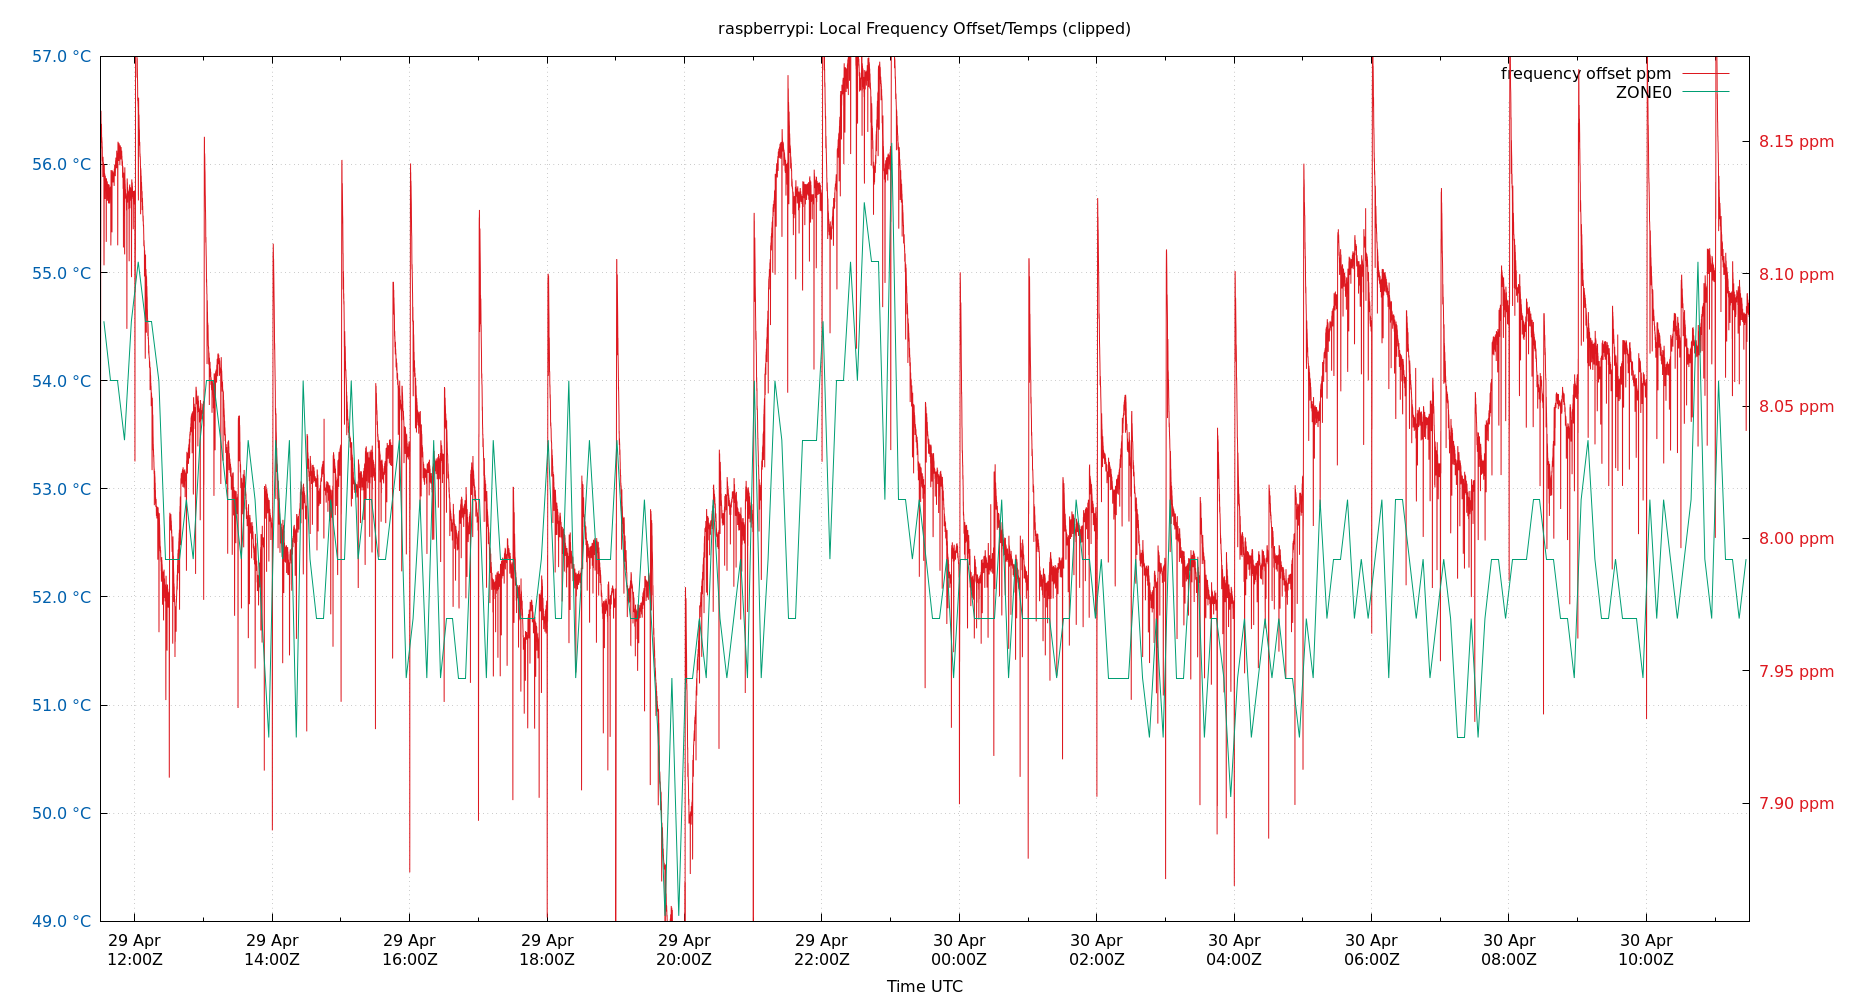 raspberrypi: Local Frequency Offset/Temps (clipped)
57.0 °C
56.0 °C
55.0 °C
54.0 °C
53.0 °C
52.0 °C
51.0 °C
50.0 °C
49.0 °C
frequency offset ppm
ZONE0
8.15 ppm
8.10 ppm
8.05 ppm
8.00 ppm
7.95 ppm
7.90 ppm
29 Apr 29 Apr 29 Apr 29 Apr 29 Apr 29 Apr 30 Apr 30 Apr 30 Apr 30 Apr 30 Apr 30 Apr
12:00Z 14:00Z 16:00Z 18:00Z 20:00Z 22:00Z 00:00Z 02:00Z 04:00Z 06:00Z 08:00Z 10:00Z
Time UTC